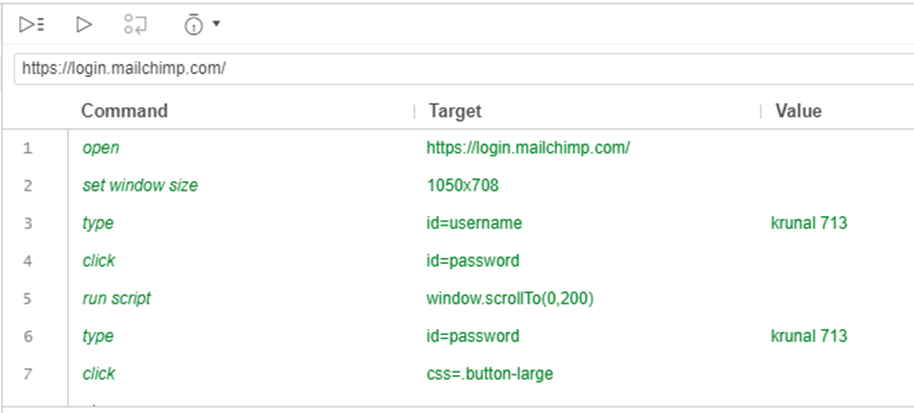 https://login.mailchimp.com/
Command Target Value
1 open https://login.mailchimp.com/
2 set window size 1050x708
3 type id=username krunal 713
4 click id=password
5 run script window.scrollTo(0,200)
6 type id=password krunal 713
7 click css=.button-large